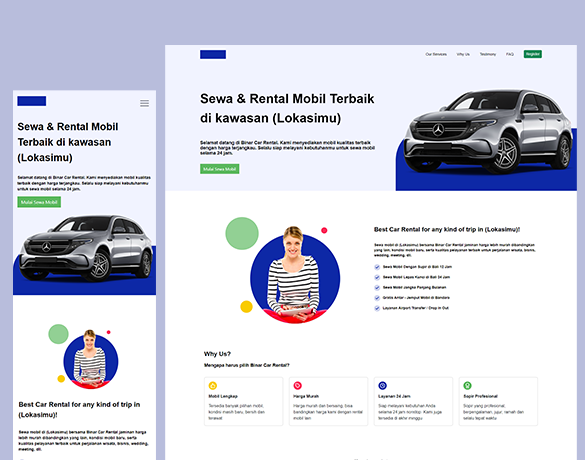 Our Services Why Us Testimony FAQ Register
Sewa & Rental Mobil Terbaik
di kawasan (Lokasimu)
Selamat datang di Binar Car Rental. Kami menyediakan mobil kualitas terbaik
dengan harga terjangkau. Selalu siap melayani kebutuhanmu untuk sewa mobil
selama 24 jam.
Mulai Sewa Mobil
Best Car Rental for any kind of trip in (Lokasimu)!
Sewa mobil di (Lokasimu) bersama Binar Car Rental jaminan harga lebih murah dibandingkan
yang lain, kondisi mobil baru, serta kualitas pelayanan terbaik untuk perjalanan wisata, bisnis,
wedding, meeting, dll.
Sewa Mobil Dengan Supir di Bali 12 Jam
Sewa Mobil Lepas Kunci di Bali 24 Jam
Sewa Mobil Jangka Panjang Bulanan
Gratis Antar - Jemput Mobil di Bandara
Layanan Airport Transfer / Drop In Out
Why Us?
Mengapa harus pilih Binar Car Rental?
Mobil Lengkap
Tersedia banyak pilihan mobil,
kondisi masih baru, bersih dan
terawat
Harga Murah
Harga murah dan bersaing, bisa
bandingkan harga kami dengan rental
mobil lain
Layanan 24 Jam
Siap melayani kebutuhan Anda
selama 24 jam nonstop. Kami juga
tersedia di akhir minggu
Sopir Profesional
Sopir yang profesional,
berpengalaman, jujur, ramah dan
selalu tepat waktu
Sewa & Rental Mobil
Terbaik di kawasan
(Lokasimu)
Selamat datang di Binar Car Rental. Kami menyediakan mobil kualitas
terbaik dengan harga terjangkau. Selalu siap melayani kebutuhanmu
untuk sewa mobil selama 24 jam.
Mulai Sewa Mobil
Best Car Rental for any kind of trip in
(Lokasimu)!
Sewa mobil di (Lokasimu) bersama Binar Car Rental jaminan harga
lebih murah dibandingkan yang lain, kondisi mobil baru, serta
kualitas pelayanan terbaik untuk perjalanan wisata, bisnis, wedding,
meeting, dll.